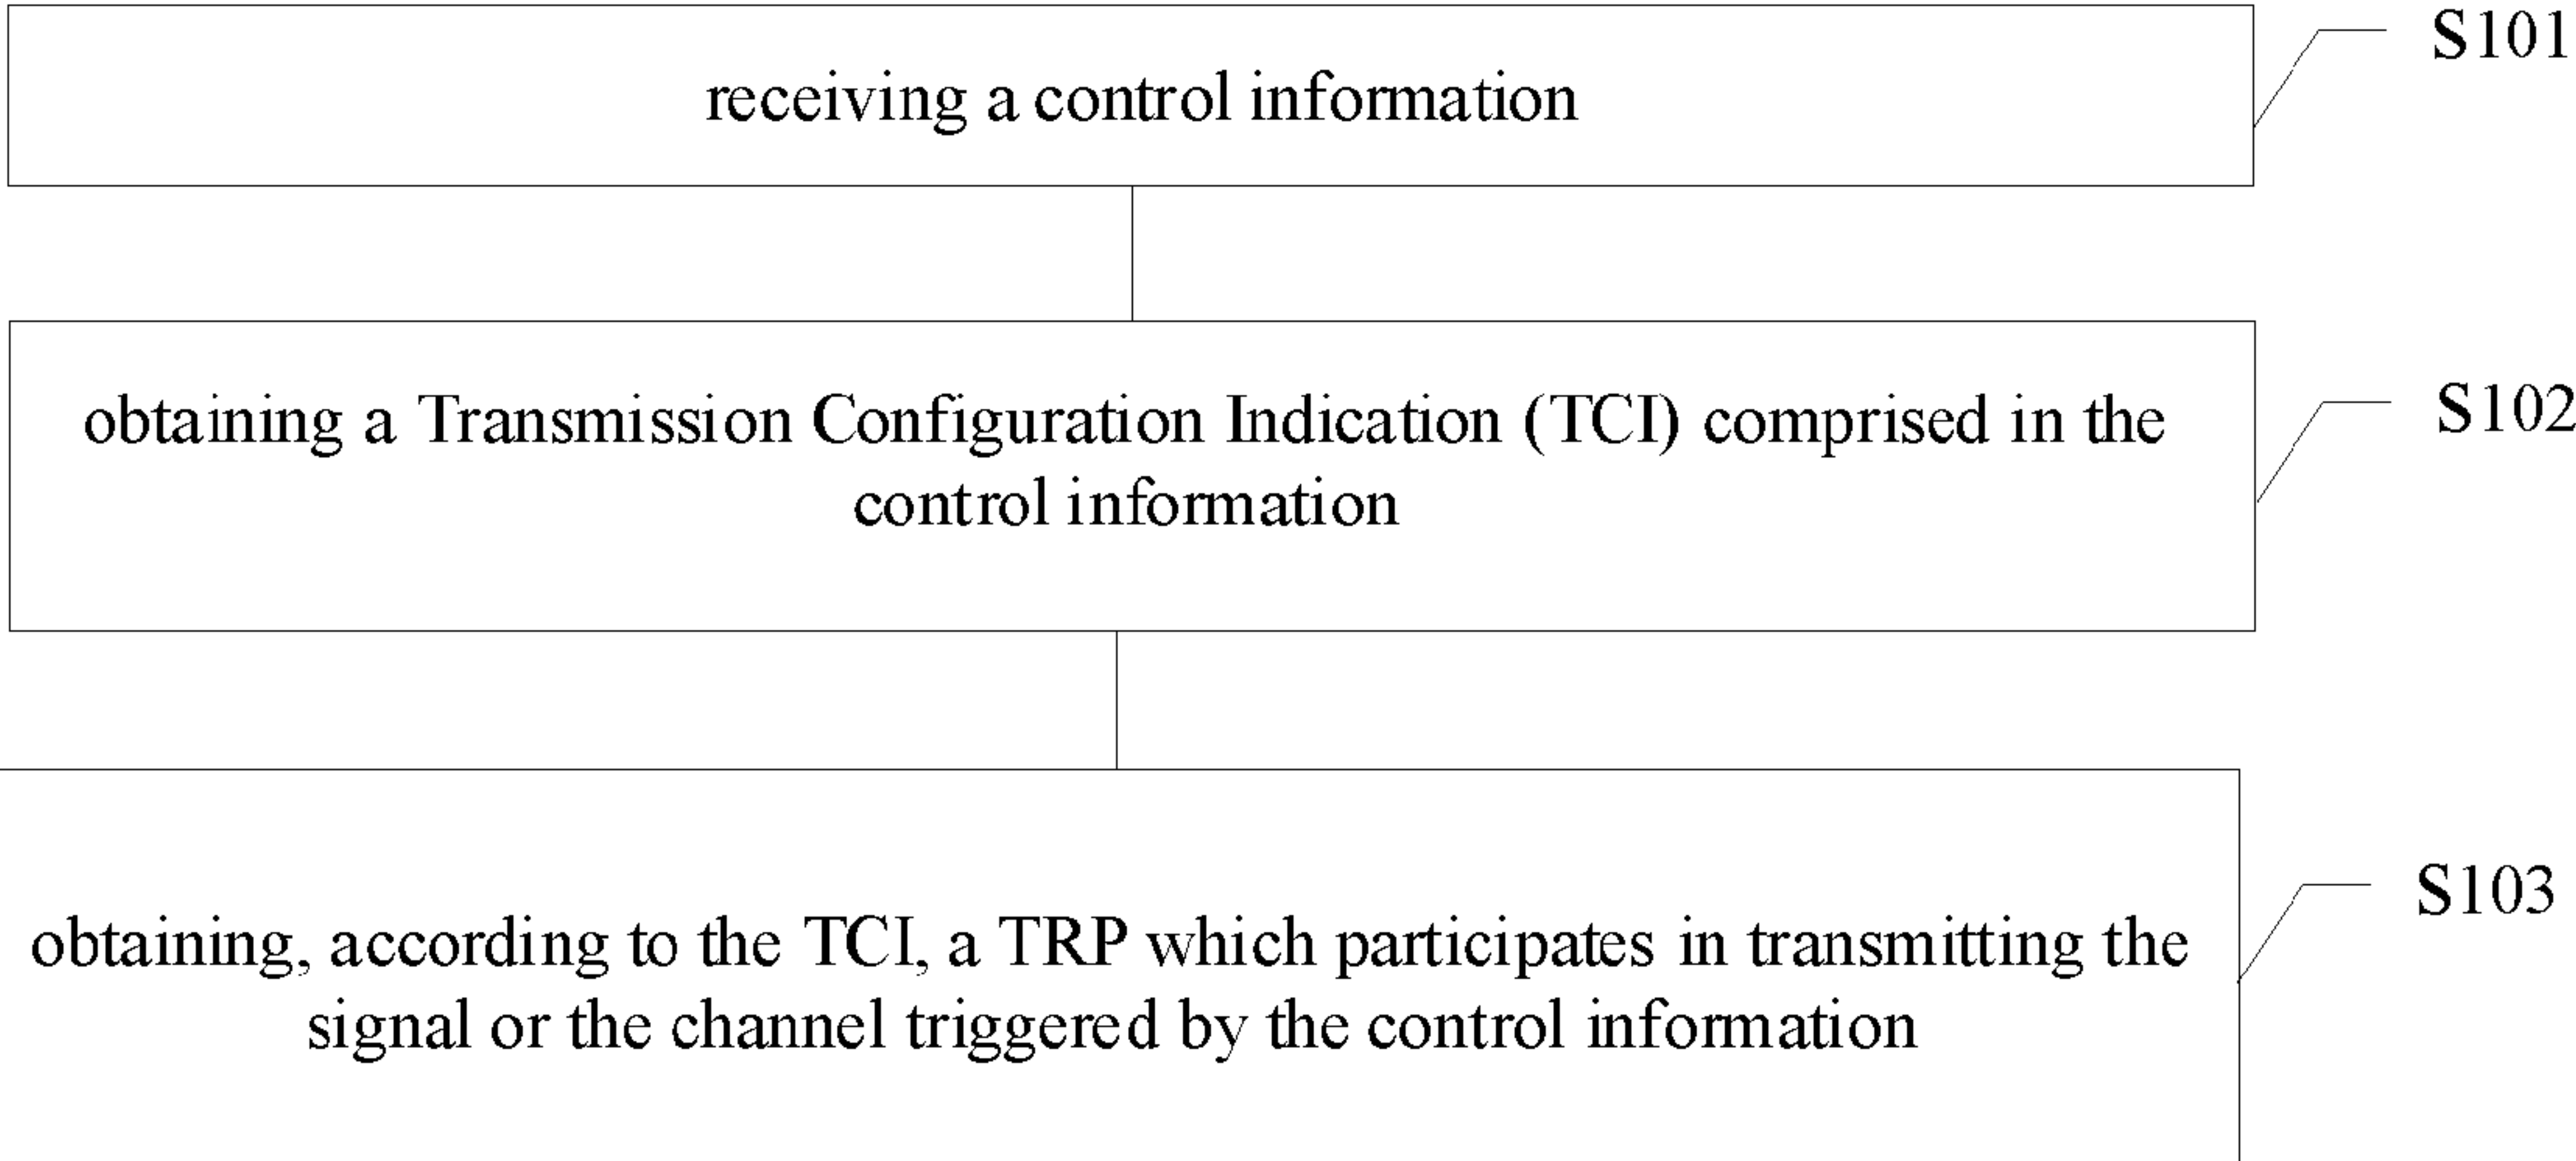 receiving a control information
S101
obtaining a Transmission Configuration Indication (TCI) comprised in the
control information
S102
obtaining, according to the TCI, a TRP which participates in transmitting the
signal or the channel triggered by the control information
S103